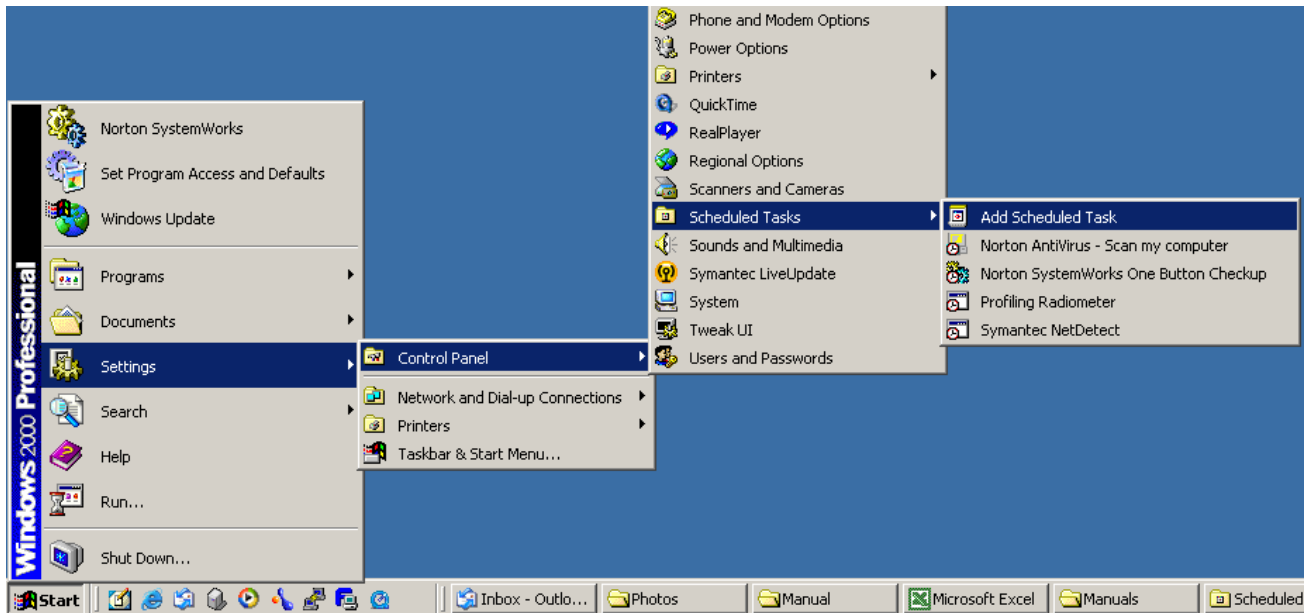 Norton SystemWorks
Set Program Access and Defaults
Windows Update
Programs
Documents
Settings
Search
Help
Run...
Shut Down...
Windows 2000 Professional
Control Panel
Network and Dial-up Connections
Printers
Taskbar & Start Menu...
Phone and Modem Options
Power Options
Printers
QuickTime
RealPlayer
Regional Options
Scanners and Cameras
Scheduled Tasks
Sounds and Multimedia
Symantec LiveUpdate
System
Tweak UI
Users and Passwords
Add Scheduled Task
Norton AntiVirus - Scan my computer
Norton SystemWorks One Button Checkup
Profiling Radiometer
Symantec NetDetect
Start
Inbox - Outlo...
Photos
Manual
Microsoft Excel
Manuals
Scheduled